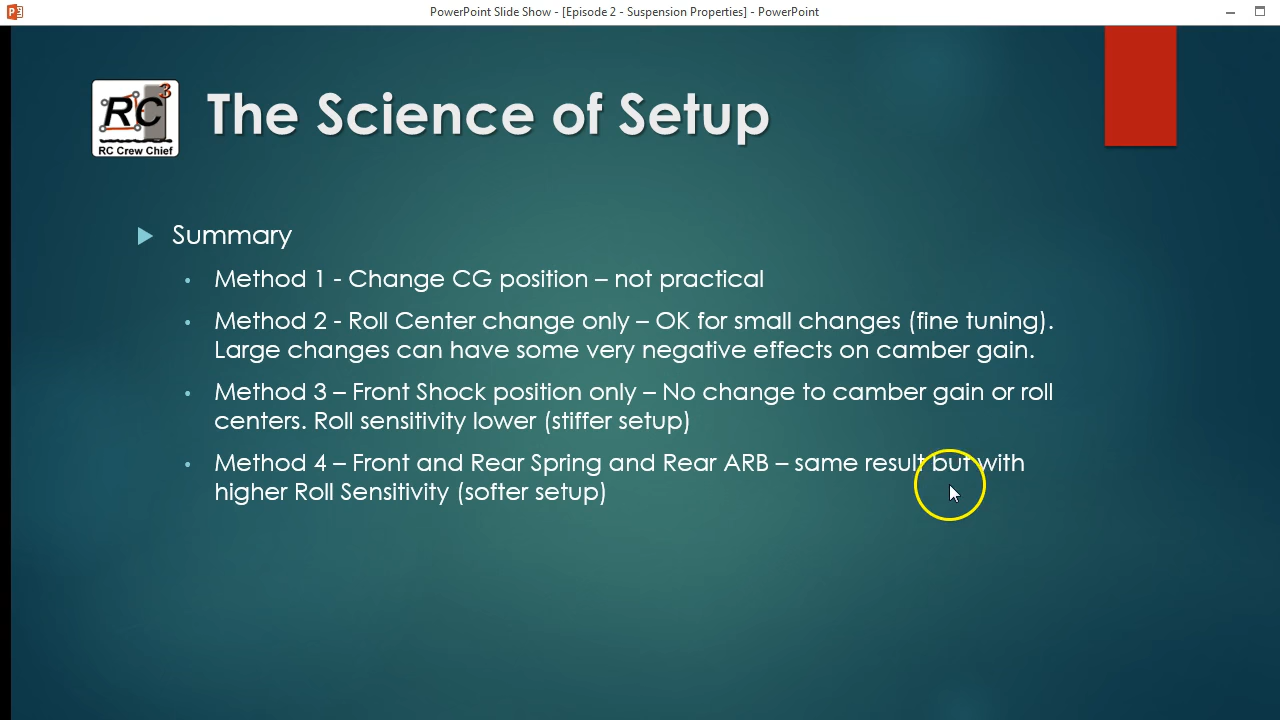 PowerPoint Slide Show - [Episode 2 - Suspension Properties] - PowerPoint
RC3
RC Crew Chief
The Science of Setup
Summary
Method 1 - Change CG position – not practical
Method 2 - Roll Center change only – OK for small changes (fine tuning).
Large changes can have some very negative effects on camber gain.
Method 3 – Front Shock position only – No change to camber gain or roll
centers. Roll sensitivity lower (stiffer setup)
Method 4 – Front and Rear Spring and Rear ARB – same result but with
higher Roll Sensitivity (softer setup)